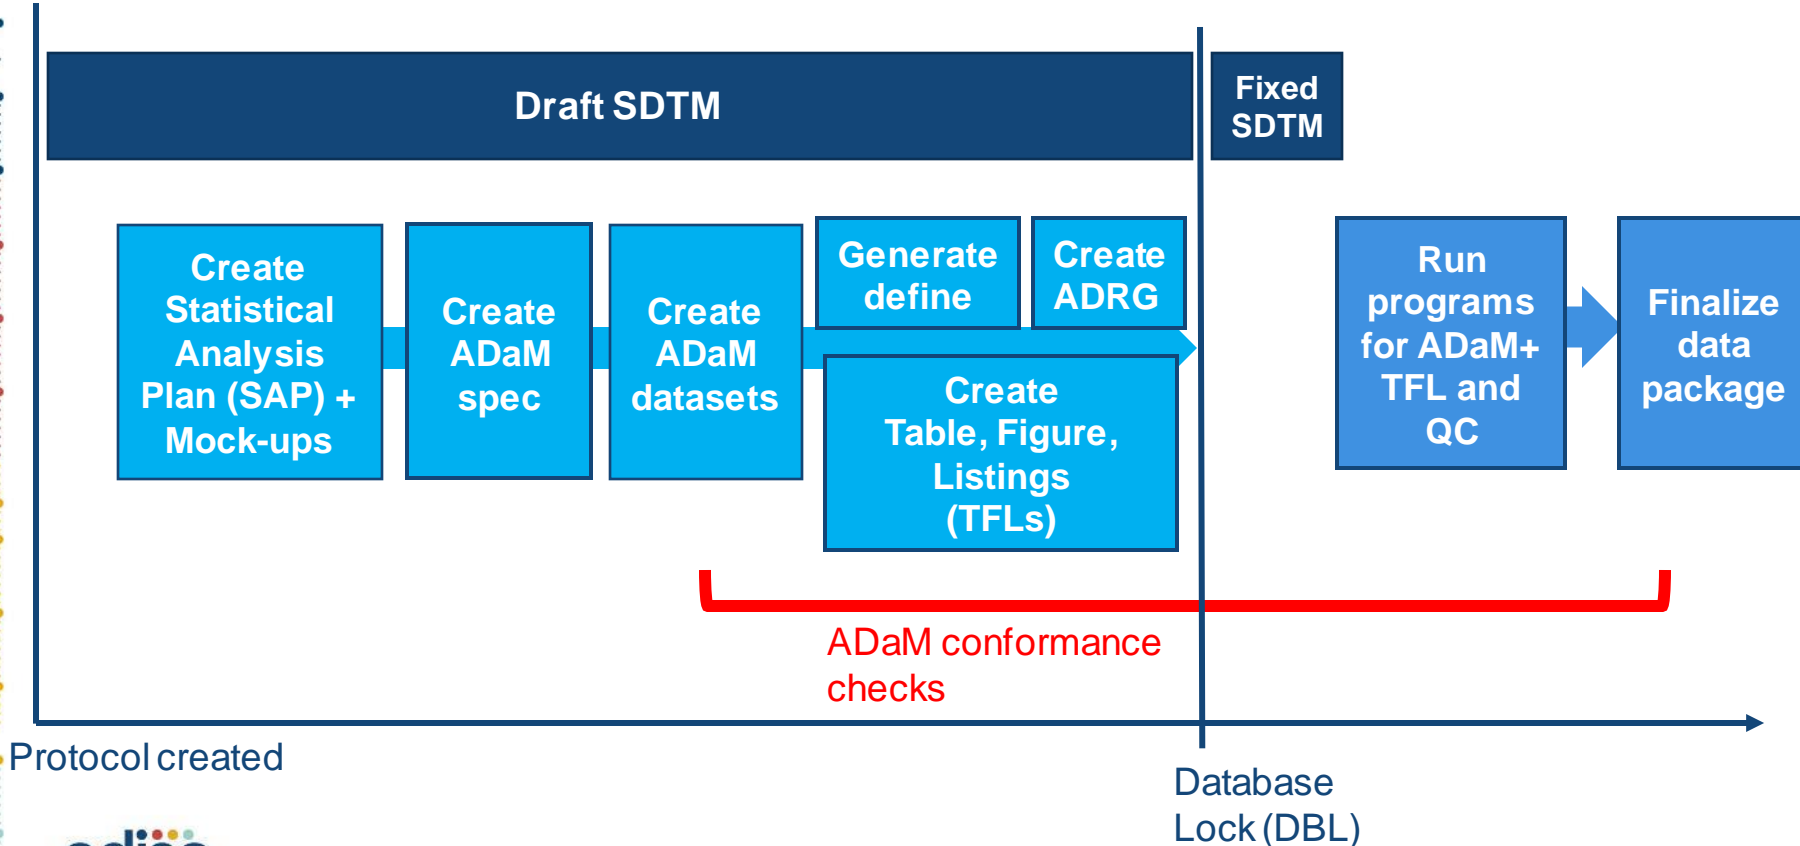 Draft SDTM
Fixed
SDTM
Create
Statistical
Analysis
Plan (SAP) +
Mock-ups
Create
ADaM
spec
Create
ADaM
datasets
Generate
define
Create
ADRG
Create
Table, Figure,
Listings
(TFLs)
Run
programs
for ADaM+
TFL and
QC
Finalize
data
package
ADaM conformance
checks
Protocol created
Database
Lock (DBL)